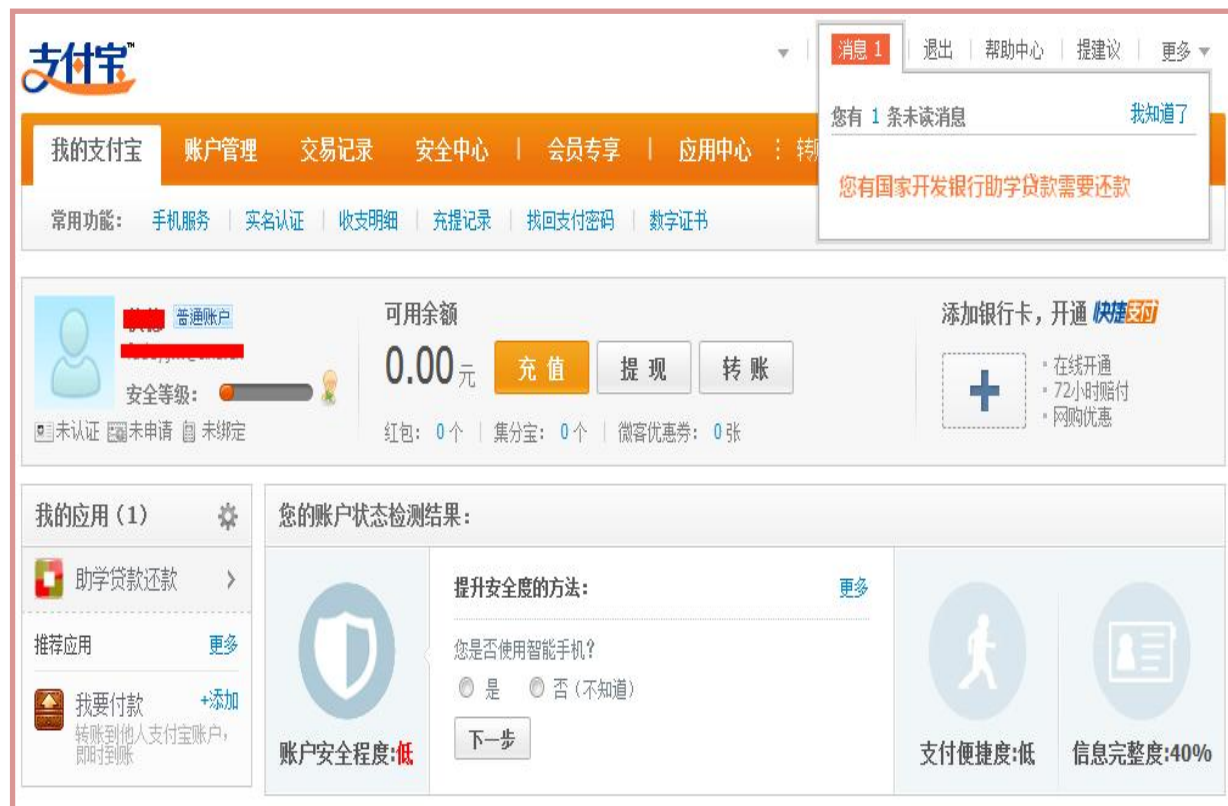 支付宝™
消息 1 退出 帮助中心 提建议 更多
您有 1 条未读消息 我知道了
您有国家开发银行助学贷款需要还款
我的支付宝 账户管理 交易记录 安全中心 会员专享 应用中心
常用功能: 手机服务 实名认证 收支明细 充提记录 找回支付密码 数字证书
普通账户
安全等级:
未认证 未申请 未绑定
可用余额
0.00 元 充值 提现 转账
红包: 0 个 集分宝: 0 个 微客优惠券: 0 张
添加银行卡,开通 快捷支付
在线开通
72小时赔付
网购优惠
我的应用(1)
助学贷款还款
推荐应用 更多
我要付款 +添加
转账到他人支付宝账户,
即时到账
您的账户状态检测结果:
账户安全程度:低
提升安全度的方法: 更多
您是否使用智能手机?
是 否(不知道)
下一步
支付便捷度:低
信息完整度:40%